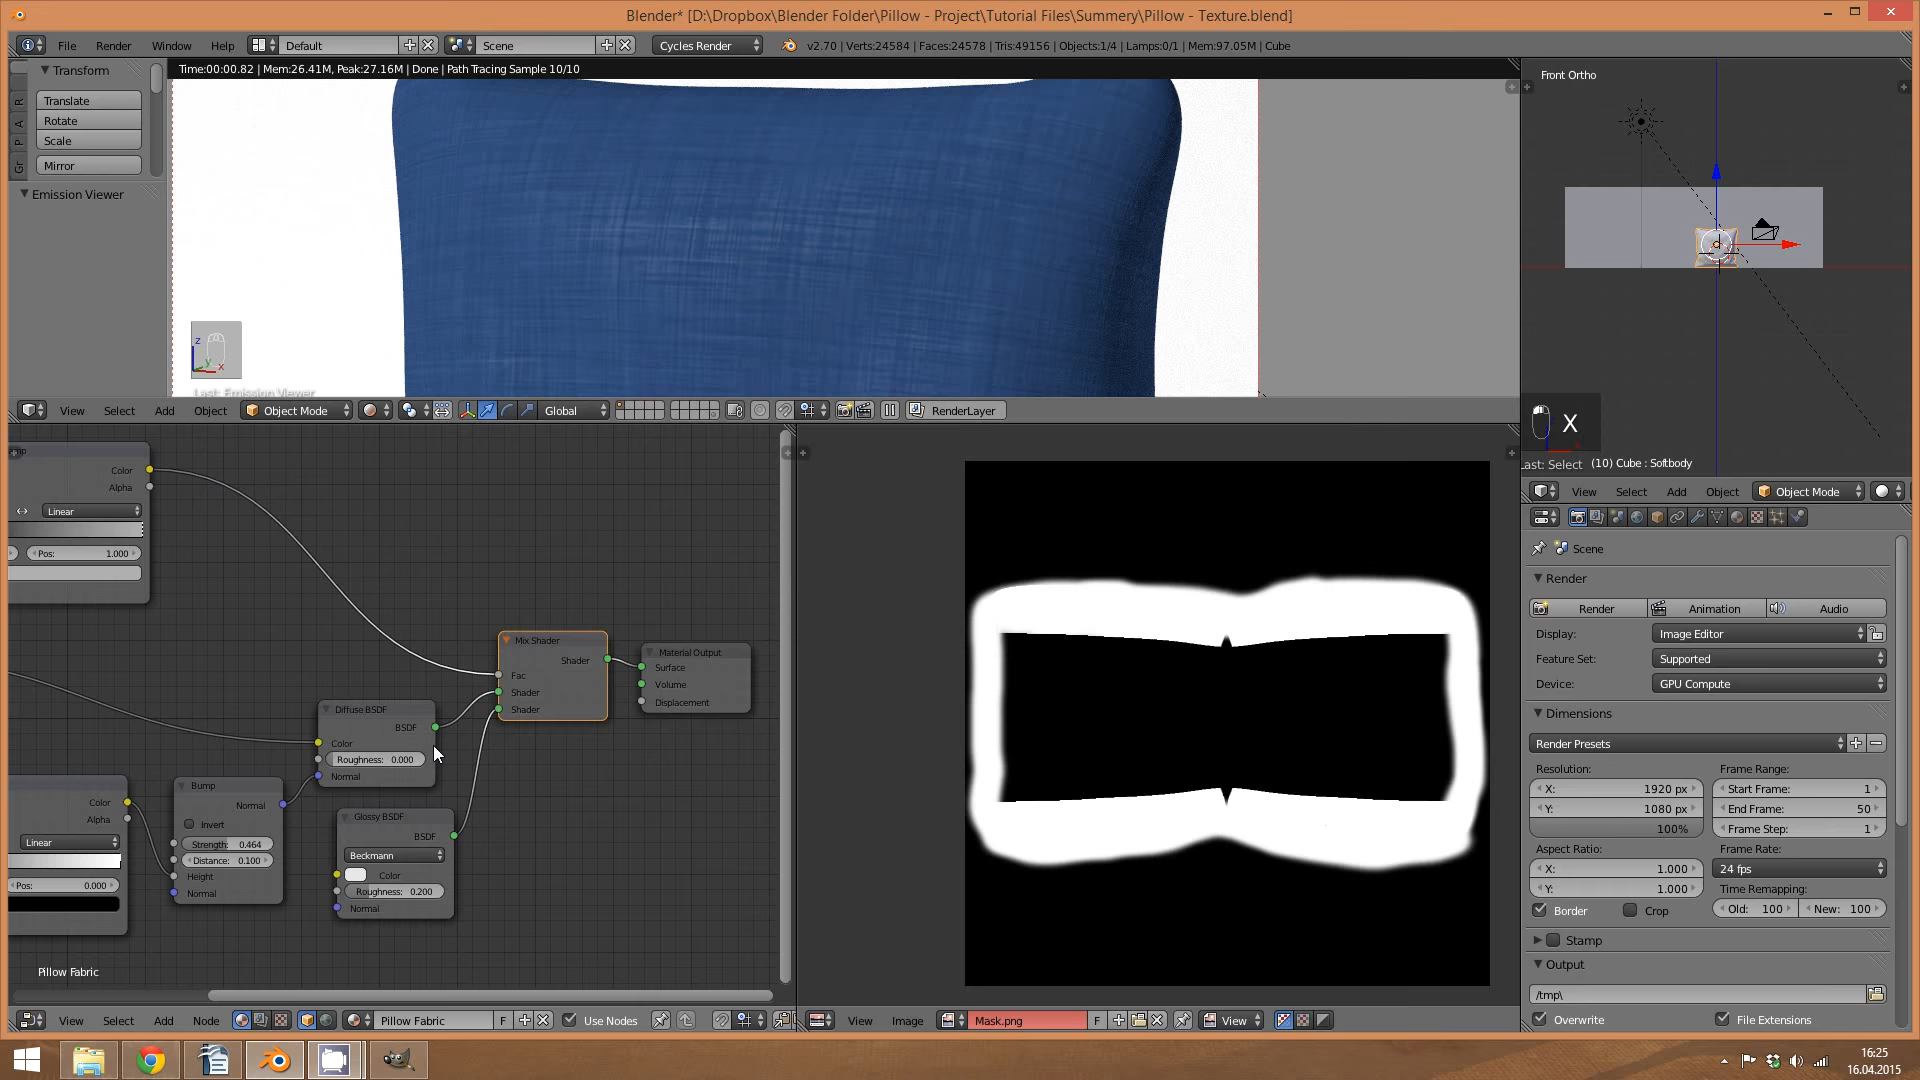 Blender* [D:\Dropbox\Blender Folder\Pillow - Project\Tutorial Files\Summery\Pillow - Texture.blend]
File Render Window Help Default Scene Cycles Render v2.70 | Verts:24584 | Faces:24578 | Tris:49156 | Objects:1/4 | Lamps:0/1 | Mem:97.05M | Cube
Transform
Translate
Rotate
Scale
Mirror
Emission Viewer
R
A
P
Gr
Time:00:00.82 | Mem:26.41M, Peak:27.16M | Done | Path Tracing Sample 10/10
z
y
x
Last: Emission Viewer
View Select Add Object Object Mode Global RenderLayer
Front Ortho
X
Last: Select (10) Cube : Softbody
View Select Add Object Object Mode
Color
Alpha
Linear
Pos: 1.000
Color
Alpha
Linear
Pos: 0.000
Bump
Normal
Invert
Strength: 0.464
Distance: 0.100
Height
Normal
Diffuse BSDF
BSDF
Color
Roughness: 0.000
Normal
Glossy BSDF
BSDF
Beckmann
Color
Roughness: 0.200
Normal
Mix Shader
Shader
Fac
Shader
Shader
Material Output
Surface
Volume
Displacement
Pillow Fabric
View Select Add Node Pillow Fabric F Use Nodes
View Image Mask.png F View
Scene
Render
Render Animation Audio
Display: Image Editor
Feature Set: Supported
Device: GPU Compute
Dimensions
Render Presets
Resolution: Frame Range:
X: 1920 px Start Frame: 1
Y: 1080 px End Frame: 50
100% Frame Step: 1
Aspect Ratio: Frame Rate:
X: 1.000 24 fps
Y: 1.000 Time Remapping:
Border Crop Old: 100 New: 100
Stamp
Output
/tmp\
Overwrite File Extensions
16:25
16.04.2015